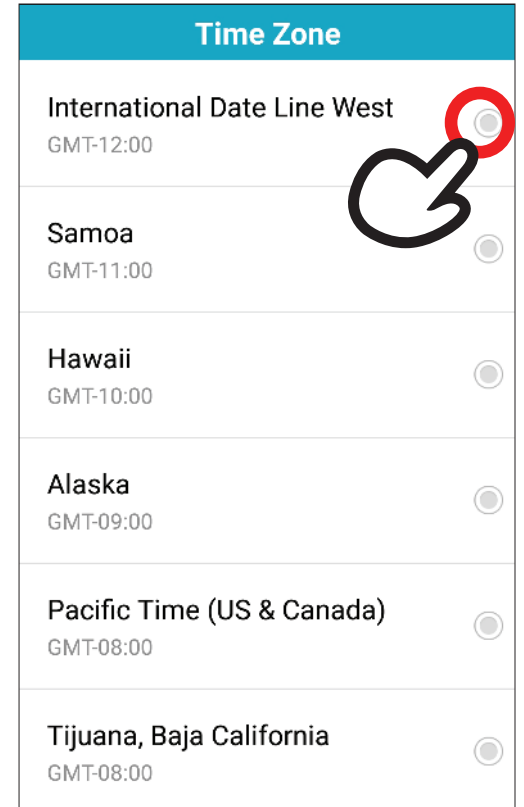 Time Zone
International Date Line West
GMT-12:00
Samoa
GMT-11:00
Hawaii
GMT-10:00
Alaska
GMT-09:00
Pacific Time (US & Canada)
GMT-08:00
Tijuana, Baja California
GMT-08:00